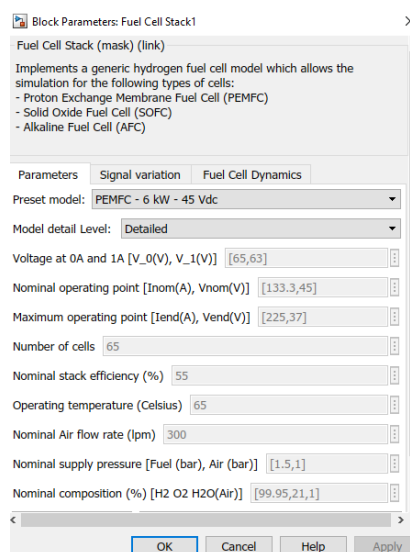 Block Parameters: Fuel Cell Stack1
Fuel Cell Stack (mask) (link)
Implements a generic hydrogen fuel cell model which allows the
simulation for the following types of cells:
- Proton Exchange Membrane Fuel Cell (PEMFC)
- Solid Oxide Fuel Cell (SOFC)
- Alkaline Fuel Cell (AFC)
Parameters Signal variation Fuel Cell Dynamics
Preset model: PEMFC - 6 kW - 45 Vdc
Model detail Level: Detailed
Voltage at 0A and 1A [V_0(V), V_1(V)] [65,63]
Nominal operating point [Inom(A), Vnom(V)] [133.3,45]
Maximum operating point [Iend(A), Vend(V)] [225,37]
Number of cells 65
Nominal stack efficiency (%) 55
Operating temperature (Celsius) 65
Nominal Air flow rate (lpm) 300
Nominal supply pressure [Fuel (bar), Air (bar)] [1.5,1]
Nominal composition (%) [H2 O2 H2O(Air)] [99.95,21,1]
OK Cancel Help Apply